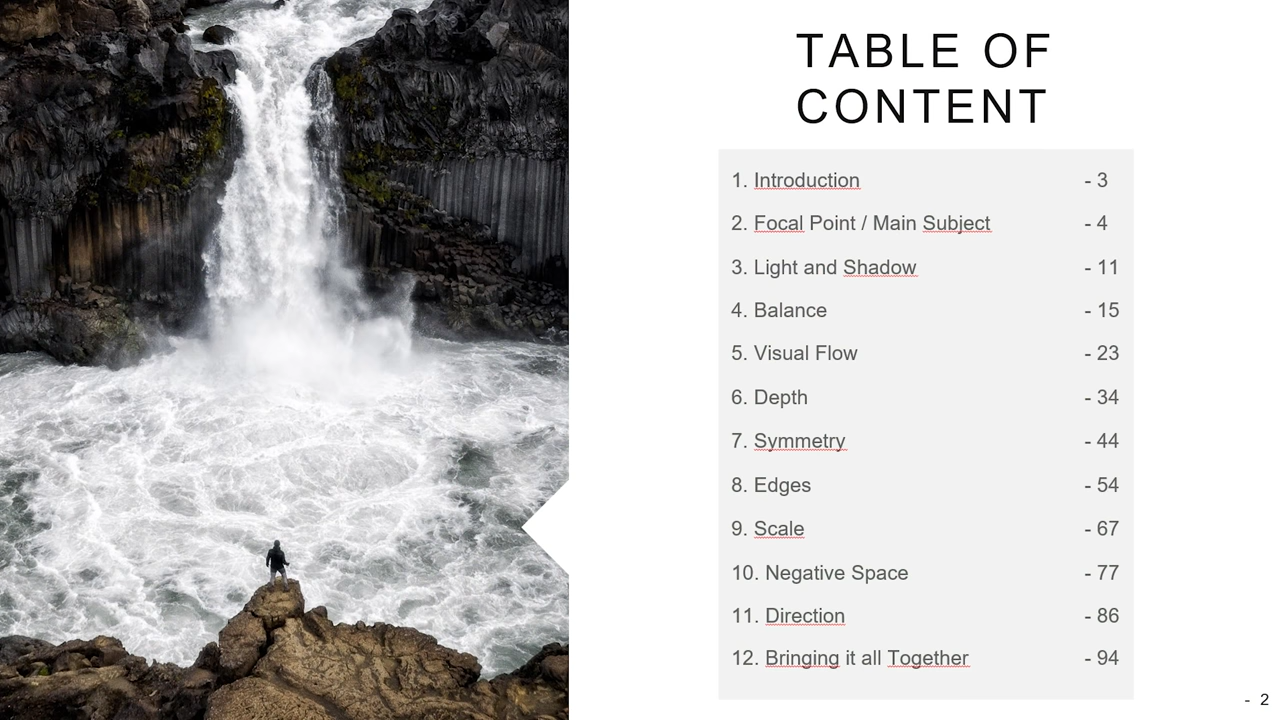 TABLE OF
CONTENT
1. Introduction - 3
2. Focal Point / Main Subject - 4
3. Light and Shadow - 11
4. Balance - 15
5. Visual Flow - 23
6. Depth - 34
7. Symmetry - 44
8. Edges - 54
9. Scale - 67
10. Negative Space - 77
11. Direction - 86
12. Bringing it all Together - 94
- 2